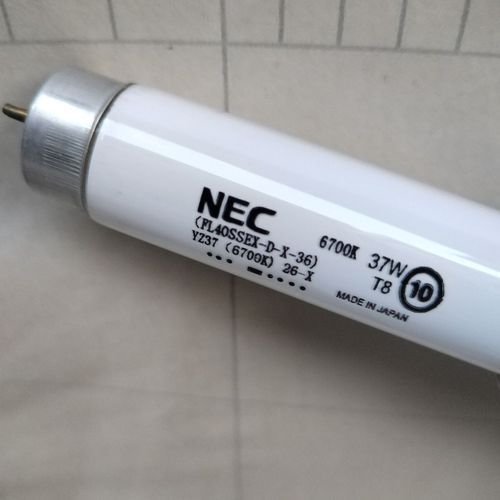 NEC
(FL40SSEX-D-X-36)
YZ37 (6700K) 26-X
6700K 37W
T8
10
MADE IN JAPAN